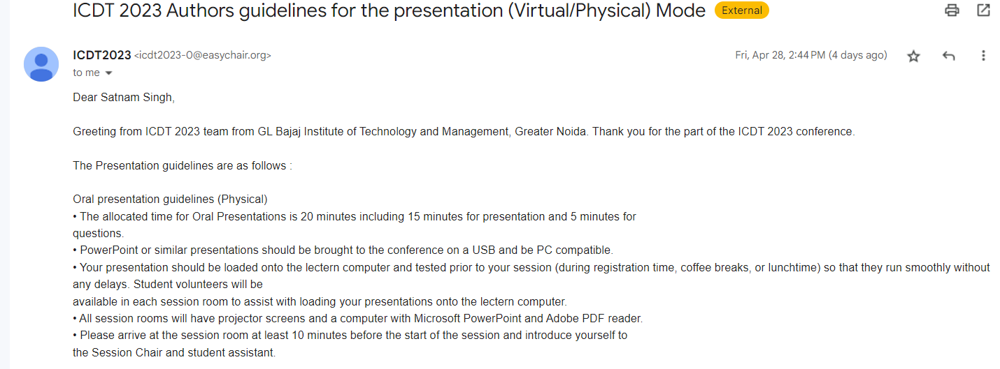 ICDT 2023 Authors guidelines for the presentation (Virtual/Physical) Mode External
ICDT2023 <icdt2023-0@easychair.org> Fri, Apr 28, 2:44 PM (4 days ago)
to me
Dear Satnam Singh,
Greeting from ICDT 2023 team from GL Bajaj Institute of Technology and Management, Greater Noida. Thank you for the part of the ICDT 2023 conference.
The Presentation guidelines are as follows :
Oral presentation guidelines (Physical)
• The allocated time for Oral Presentations is 20 minutes including 15 minutes for presentation and 5 minutes for
questions.
• PowerPoint or similar presentations should be brought to the conference on a USB and be PC compatible.
• Your presentation should be loaded onto the lectern computer and tested prior to your session (during registration time, coffee breaks, or lunchtime) so that they run smoothly without
any delays. Student volunteers will be
available in each session room to assist with loading your presentations onto the lectern computer.
• All session rooms will have projector screens and a computer with Microsoft PowerPoint and Adobe PDF reader.
• Please arrive at the session room at least 10 minutes before the start of the session and introduce yourself to
the Session Chair and student assistant.